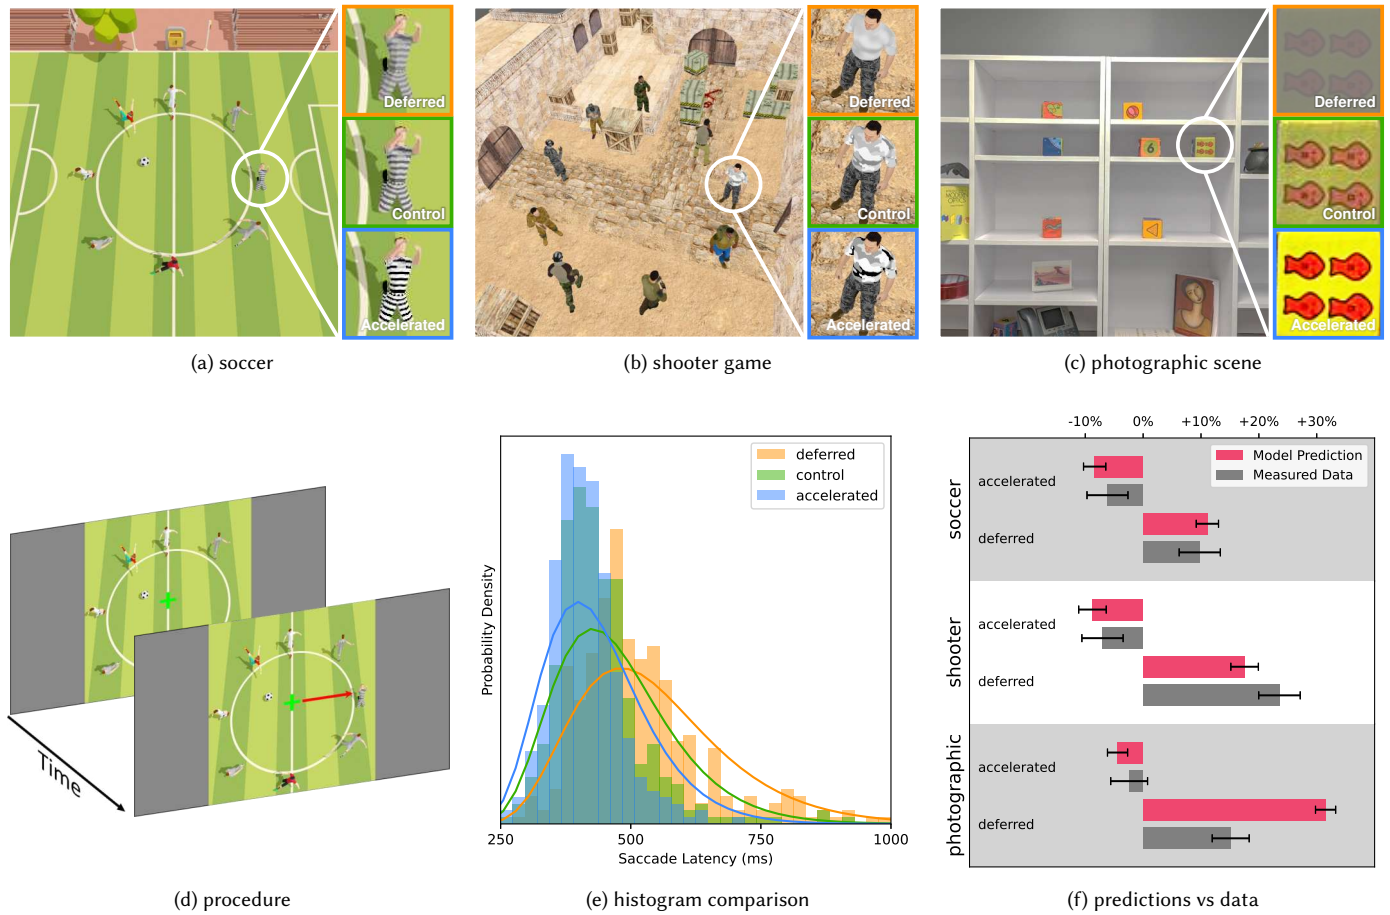 Deferred
Control
Accelerated
Deferred
Control
Accelerated
6
Deferred
Control
Accelerated
(a) soccer
(b) shooter game
(c) photographic scene
Time
(d) procedure
deferred
control
accelerated
Probability Density
250
500
750
1000
Saccade Latency (ms)
(e) histogram comparison
-10%
0%
+10%
+20%
+30%
Model Prediction
Measured Data
soccer
accelerated
deferred
shooter
accelerated
deferred
photographic
accelerated
deferred
(f) predictions vs data